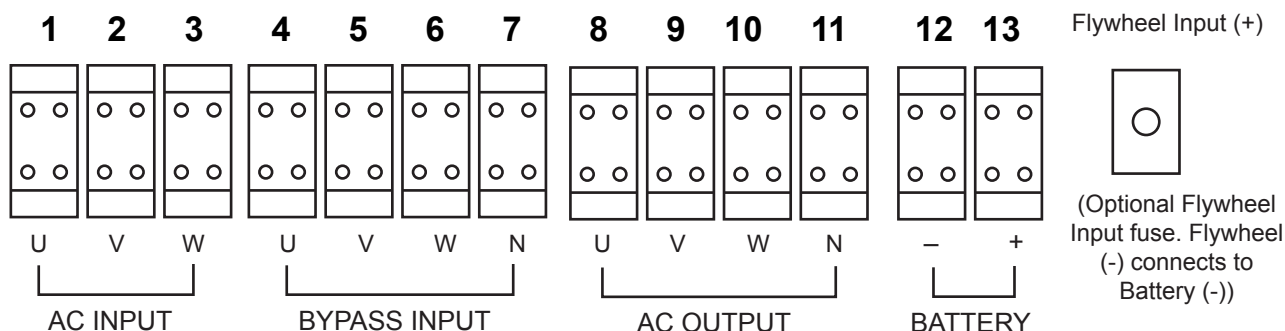 1 2 3 4 5 6 7 8 9 10 11 12 13
Flywheel Input (+)
U V W U V W N U V W N – +
AC INPUT BYPASS INPUT AC OUTPUT BATTERY
(Optional Flywheel
Input fuse. Flywheel
(-) connects to
Battery (-))